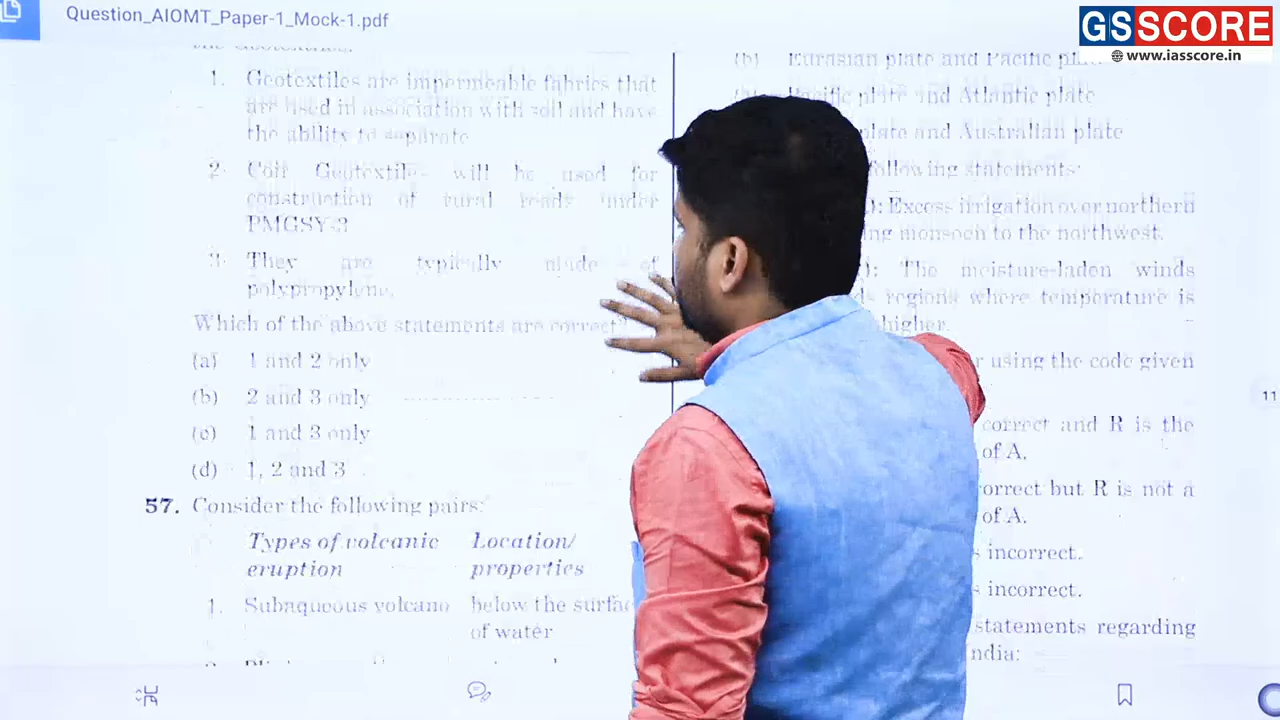 Question_AIOMT_Paper-1_Mock-1.pdf
GSSCORE
www.iasscore.in
1. Geotextiles are impermeable fabrics that
are used in association with soil and have
the ability to separate
2. Coir Geotextiles will be used for
construction of rural roads under
PMGSY-3
3. They are typically made of
polypropylene.
Which of the above statements are correct?
(a) 1 and 2 only
(b) 2 and 3 only
(c) 1 and 3 only
(d) 1, 2 and 3
57. Consider the following pairs:
Types of volcanic Location/
eruption properties
1. Subaqueous volcano below the
of water
(b) Eurasian plate and Pacific
Pacific plate and Atlantic plate
plate and Australian plate
following statements:
): Excess irrigation over northern
monsoon to the northwest.
): The moisture-laden winds
regions where temperature is
higher.
using the code given
correct and R is the
of A.
correct but R is not a
of A.
incorrect.
incorrect.
statements regarding
India:
11